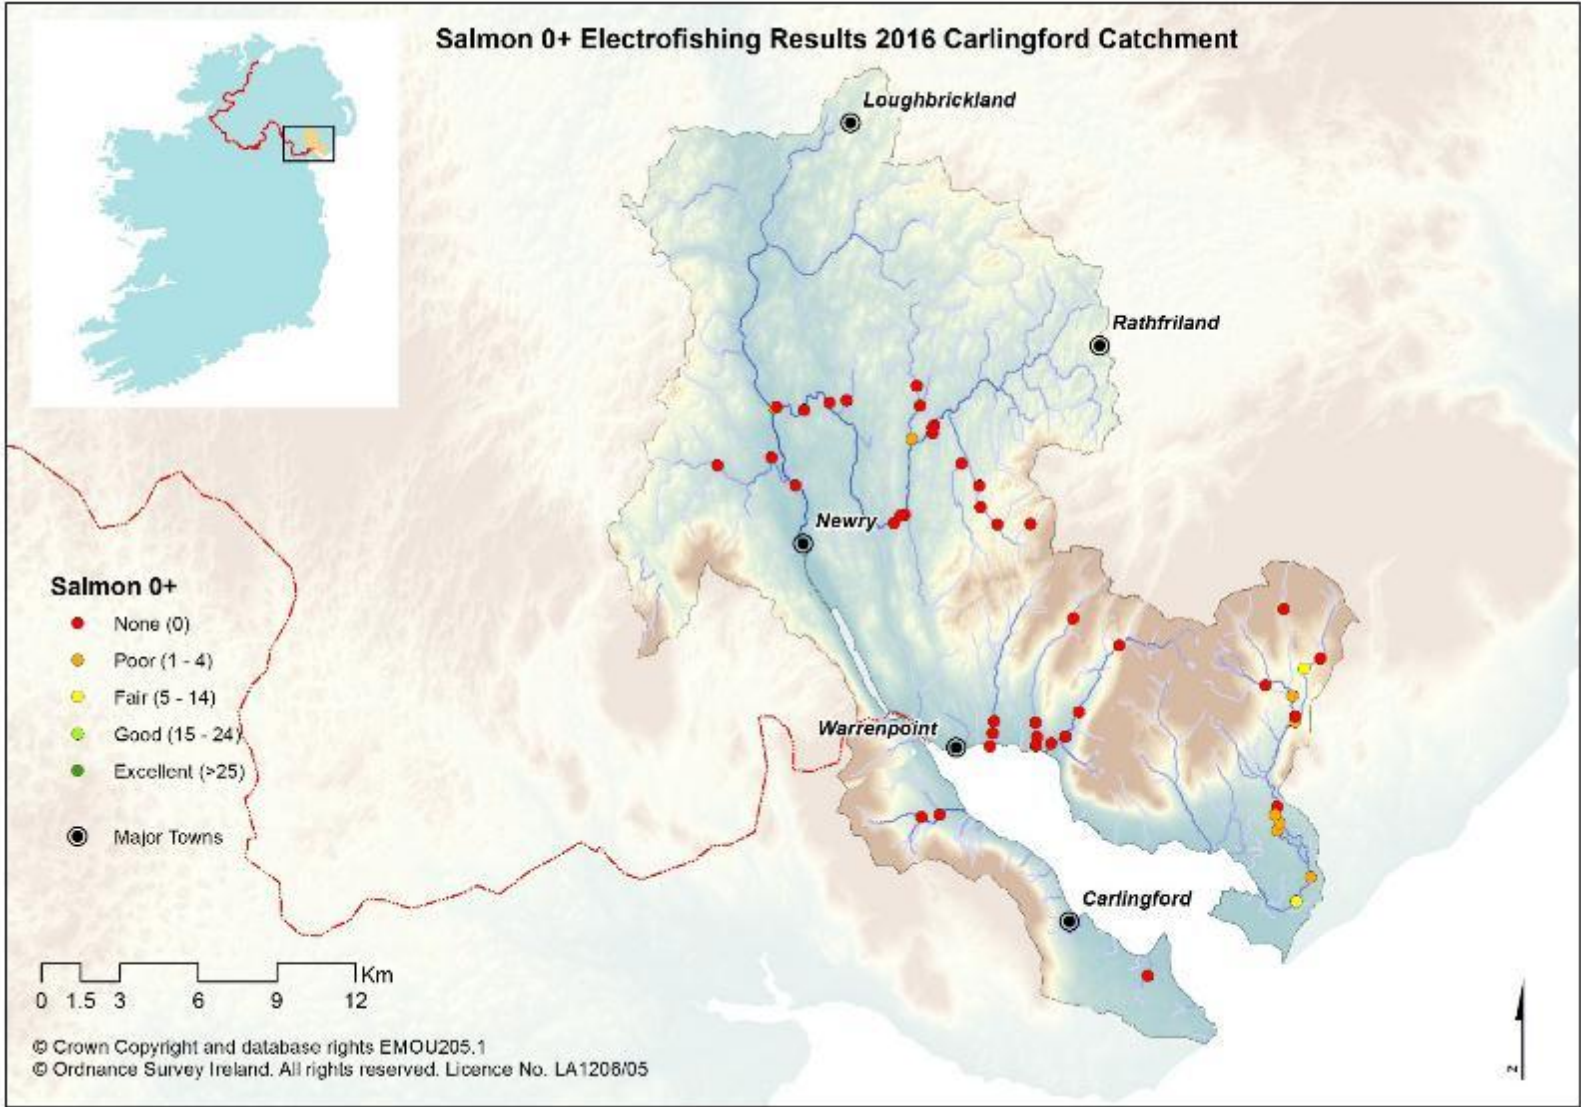 Salmon 0+ Electrofishing Results 2016 Carlingford Catchment
Loughbrickland
Rathfriland
Newry
Warrenpoint
Carlingford
Salmon 0+
None (0)
Poor (1 - 4)
Fair (5 - 14)
Good (15 - 24)
Excellent (>25)
Major Towns
Km
0 1.5 3 6 9 12
© Crown Copyright and database rights EMOU205.1
© Ordnance Survey Ireland. All rights reserved. Licence No. LA1206/05
N